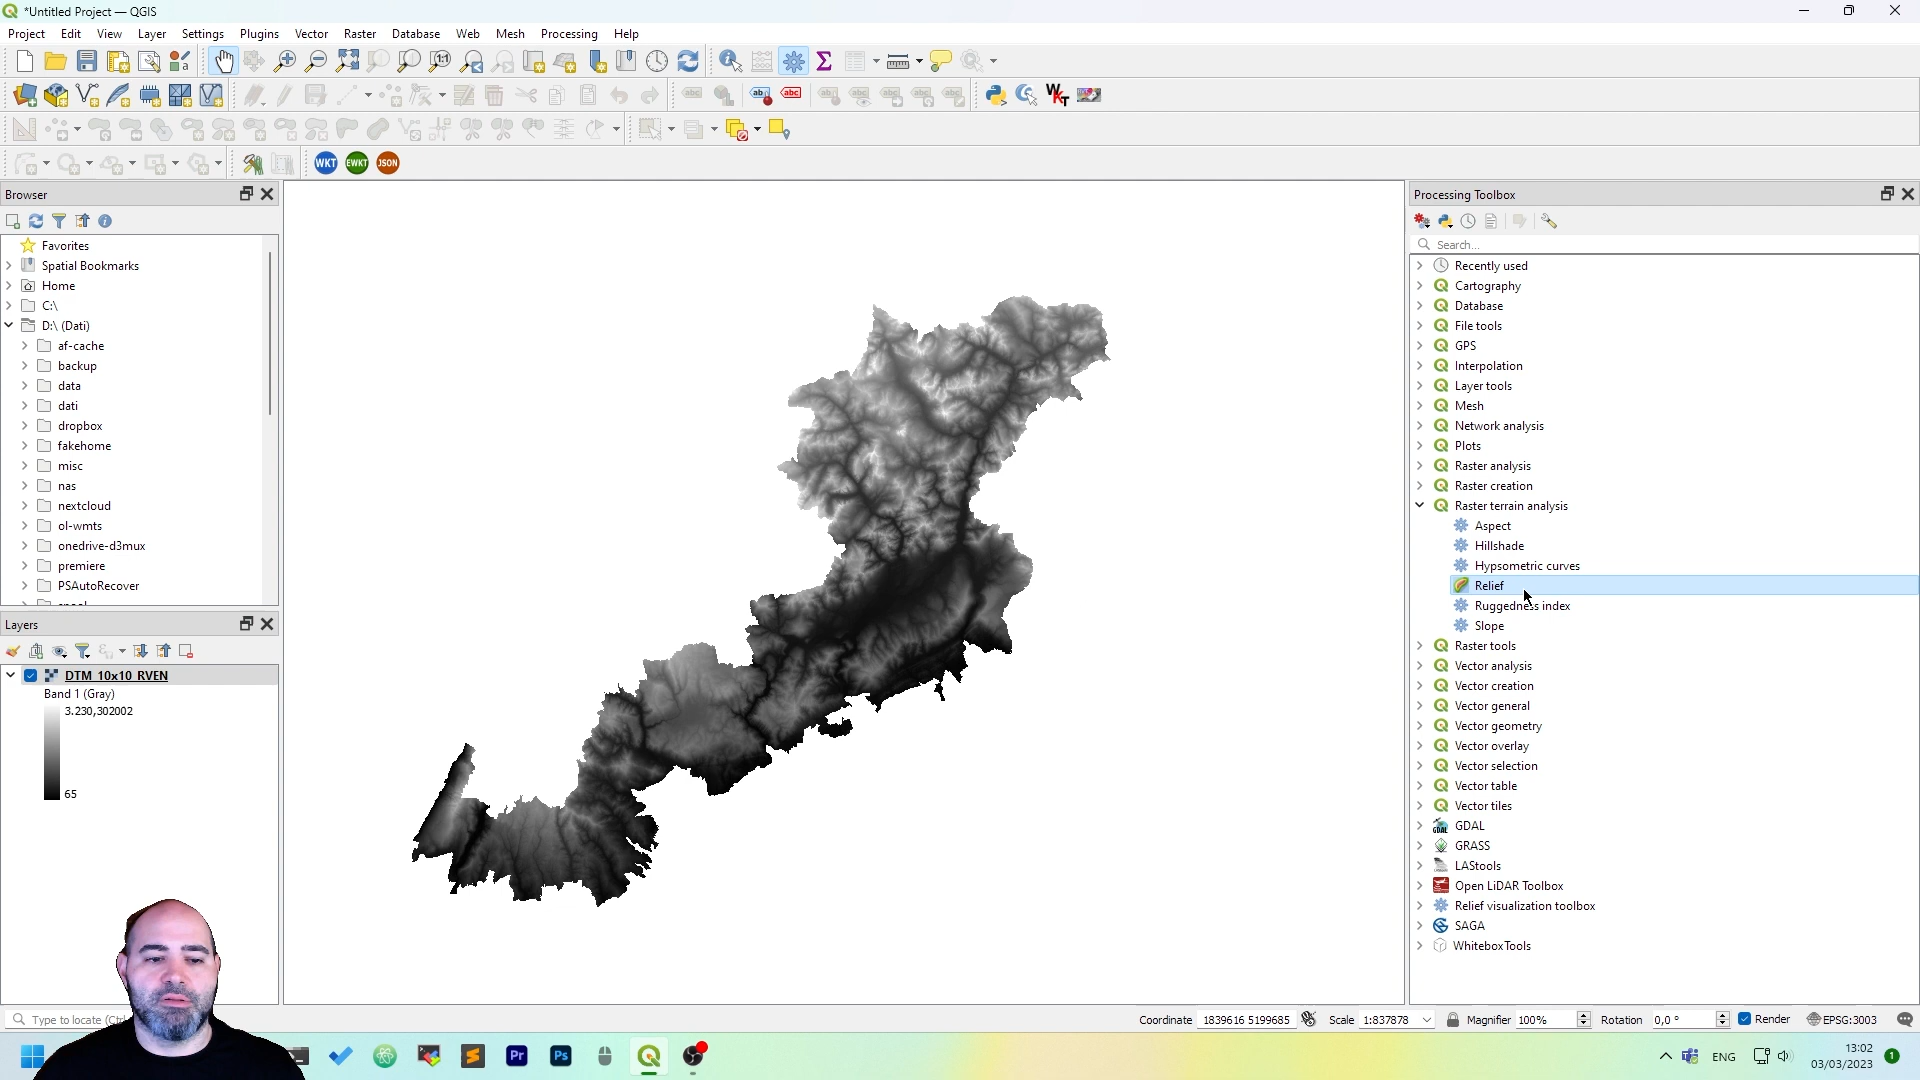 *Untitled Project — QGIS
Project Edit View Layer Settings Plugins Vector Raster Database Web Mesh Processing Help
WKT EWKT JSON
Browser
Favorites
Spatial Bookmarks
Home
C:\
D:\ (Dati)
af-cache
backup
data
dati
dropbox
fakehome
misc
nas
nextcloud
ol-wmts
onedrive-d3mux
premiere
PSAutoRecover
Layers
DTM_10x10_RVEN
Band 1 (Gray)
3.230,302002
65
Processing Toolbox
Search...
Recently used
Cartography
Database
File tools
GPS
Interpolation
Layer tools
Mesh
Network analysis
Plots
Raster analysis
Raster creation
Raster terrain analysis
Aspect
Hillshade
Hypsometric curves
Relief
Ruggedness index
Slope
Raster tools
Vector analysis
Vector creation
Vector general
Vector geometry
Vector overlay
Vector selection
Vector table
Vector tiles
GDAL
GRASS
LAStools
Open LiDAR Toolbox
Relief visualization toolbox
SAGA
WhiteboxTools
Type to locate (Ctrl
Coordinate 1839616 5199685 Scale 1:837878 Magnifier 100% Rotation 0,0 ° Render EPSG:3003
Pr Ps
ENG
13:02
03/03/2023
1